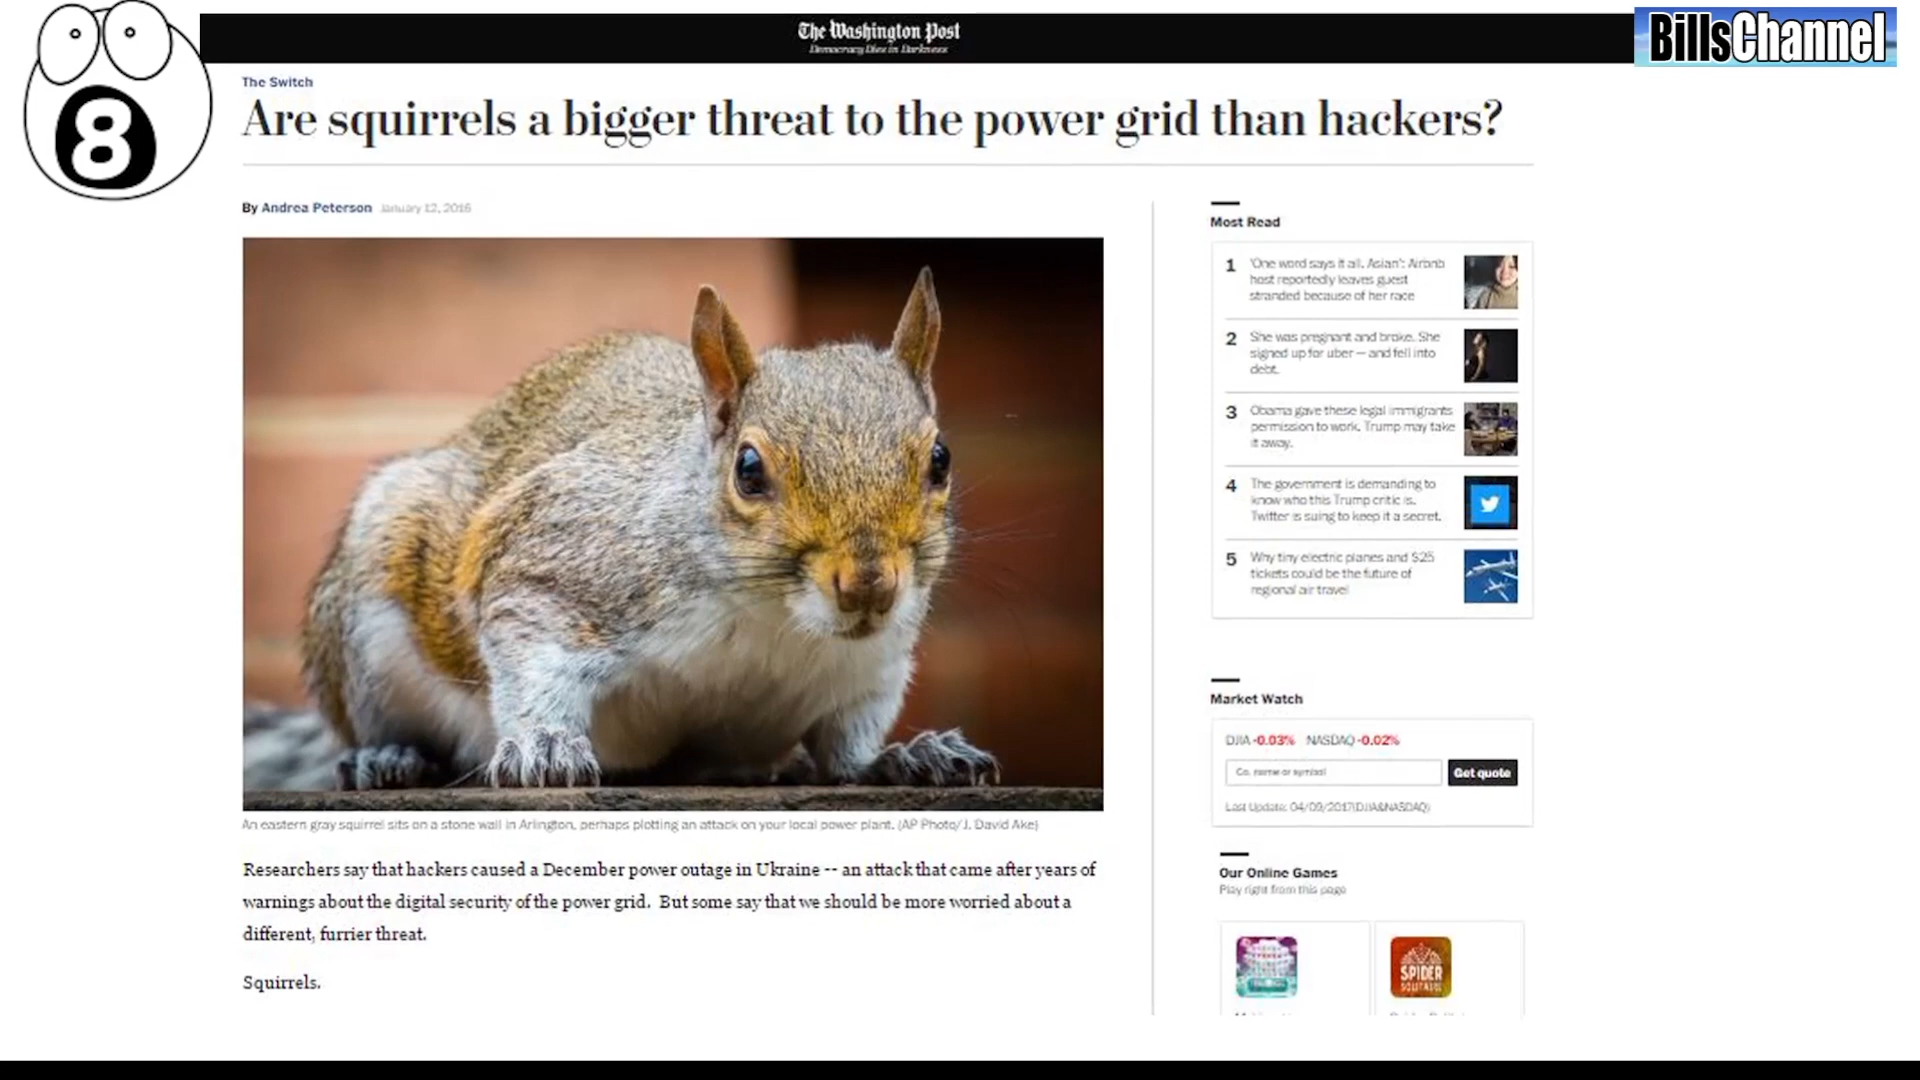 8
The Washington Post
Democracy Dies in Darkness
BillsChannel
The Switch
Are squirrels a bigger threat to the power grid than hackers?
By Andrea Peterson January 12, 2016
An eastern gray squirrel sits on a stone wall in Arlington, perhaps plotting an attack on your local power plant. (AP Photo/J. David Ake)
Researchers say that hackers caused a December power outage in Ukraine -- an attack that came after years of
warnings about the digital security of the power grid.  But some say that we should be more worried about a
different, furrier threat.
Squirrels.
Most Read
1 'One word says it all. Asian': Airbnb
host reportedly leaves guest
stranded because of her race
2 She was pregnant and broke. She
signed up for uber — and fell into
debt.
3 Obama gave these legal immigrants
permission to work. Trump may take
it away.
4 The government is demanding to
know who this Trump critic is.
Twitter is suing to keep it a secret.
5 Why tiny electric planes and $25
tickets could be the future of
regional air travel
Market Watch
DJIA -0.03% NASDAQ -0.02%
Co. name or symbol Get quote
Last Update: 04/09/2017(DJIA&NASDAQ)
Our Online Games
Play right from this page
SPIDER
SOLITAIRE